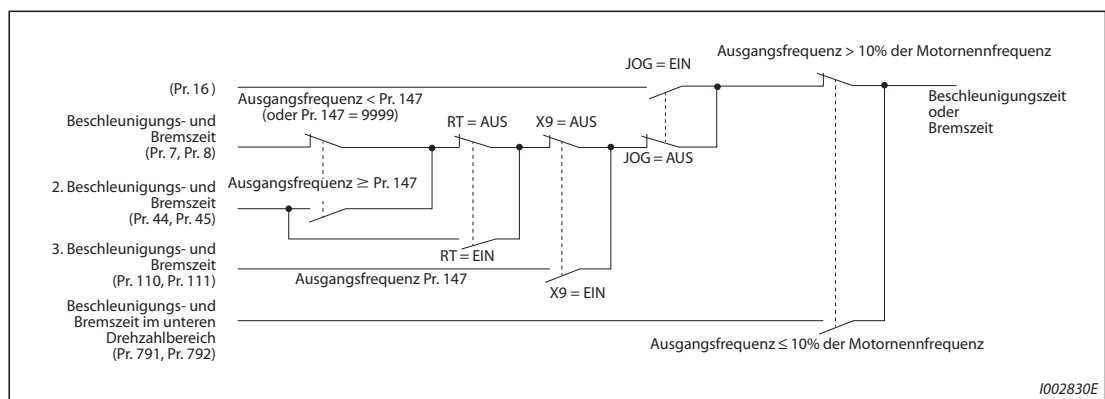 Ausgangsfrequenz > 10% der Motornennfrequenz
JOG = EIN
(Pr. 16)
Ausgangsfrequenz < Pr. 147
(oder Pr. 147 = 9999)
Beschleunigungszeit
oder
Bremszeit
Beschleunigungs- und
Bremszeit
(Pr. 7, Pr. 8)
RT = AUS
X9 = AUS
JOG = AUS
2. Beschleunigungs- und
Bremszeit
(Pr. 44, Pr. 45)
Ausgangsfrequenz ≥ Pr. 147
RT = EIN
3. Beschleunigungs- und
Bremszeit
(Pr. 110, Pr. 111)
Ausgangsfrequenz Pr. 147
X9 = EIN
Beschleunigungs- und
Bremszeit im unteren
Drehzahlbereich
(Pr. 791, Pr. 792)
Ausgangsfrequenz ≤ 10% der Motornennfrequenz
I002830E